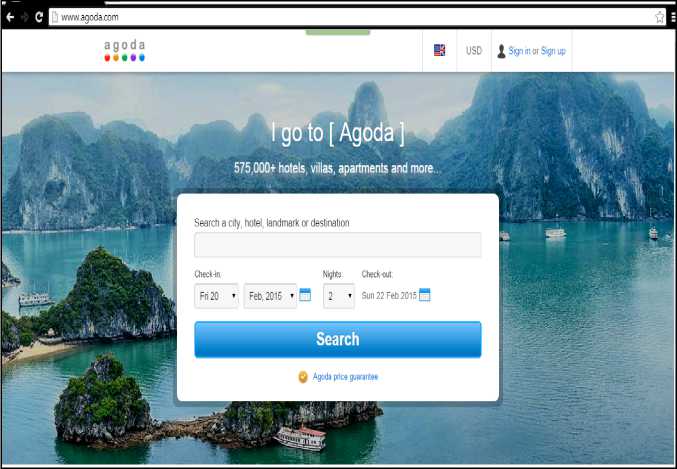 www.agoda.com
agoda
USD
Sign in or Sign up
I go to [ Agoda ]
575,000+ hotels, villas, apartments and more...
Search a city, hotel, landmark or destination
Check-in: Nights: Check-out:
Fri 20 Feb, 2015 2 Sun 22 Feb 2015
Search
Agoda price guarantee